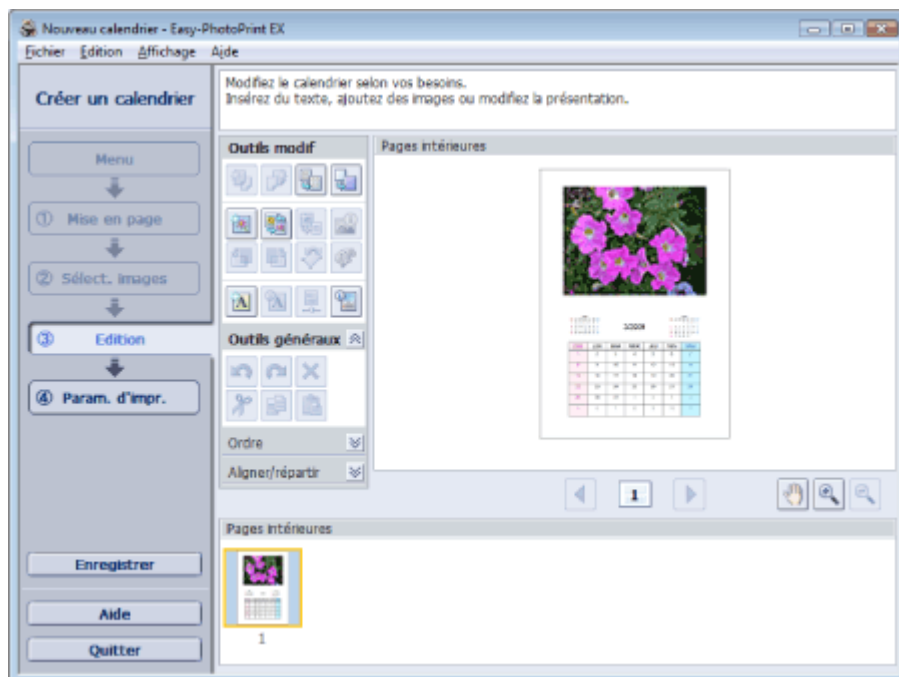 Nouveau calendrier - Easy-PhotoPrint EX
Fichier Edition Affichage Aide
Créer un calendrier
Modifiez le calendrier selon vos besoins.
Insérez du texte, ajoutez des images ou modifiez la présentation.
Menu
① Mise en page
② Sélect. images
③ Edition
④ Param. d'impr.
Enregistrer
Aide
Quitter
Outils modif
Outils généraux
Ordre
Aligner/répartir
Pages intérieures
1
Pages intérieures
1